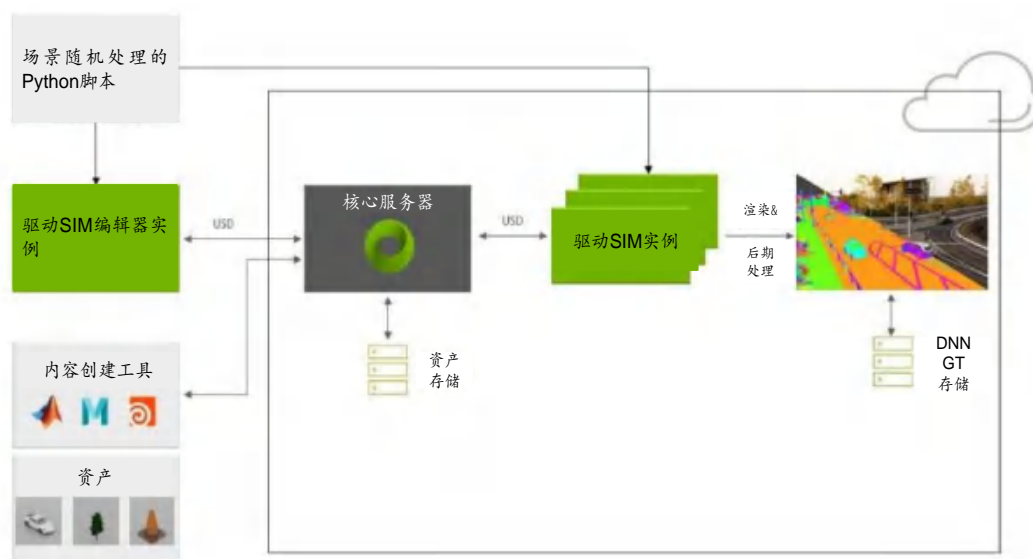 场景随机处理的
Python脚本
驱动SIM编辑器实
例
USD
核心服务器
USD
驱动SIM实例
渲染&
后期
处理
内容创建工具
资产
存储
DNN
GT
存储
资产